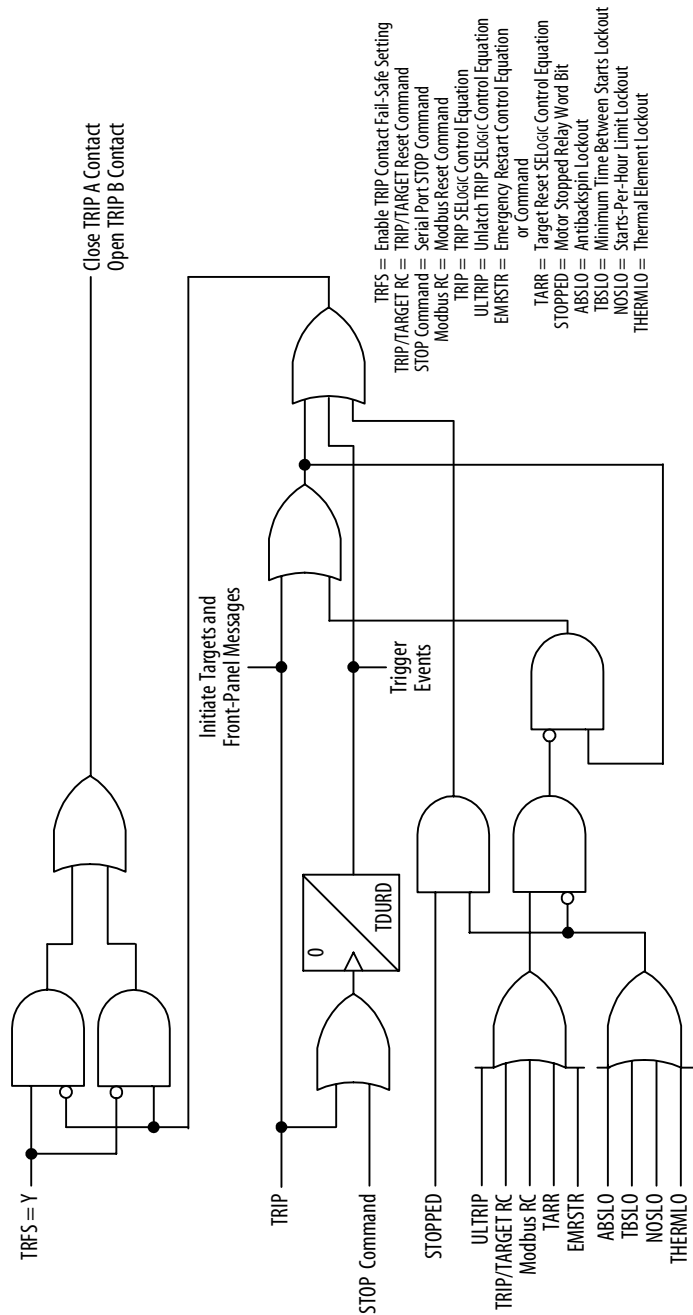 TRFS = Y
Close TRIP A Contact
Open TRIP B Contact
Initiate Targets and
Front-Panel Messages
TRIP
STOP Command
0
TDURD
Trigger
Events
STOPPED
ULTRIP
TRIP/TARGET RC
Modbus RC
TARR
EMRSTR
ABSLO
TBSLO
NOSLO
THERMLO
TRFS = Enable TRIP Contact Fail-Safe Setting
TRIP/TARGET RC = TRIP/TARGET Reset Command
STOP Command = Serial Port STOP Command
Modbus RC = Modbus Reset Command
TRIP = TRIP SELOGIC Control Equation
ULTRIP = Unlatch TRIP SELOGIC Control Equation
EMRSTR = Emergency Restart Control Equation
or Command
TARR = Target Reset SELOGIC Control Equation
STOPPED = Motor Stopped Relay Word Bit
ABSLO = Antibackspin Lockout
TBSLO = Minimum Time Between Starts Lockout
NOSLO = Starts-Per-Hour Limit Lockout
THERMLO = Thermal Element Lockout